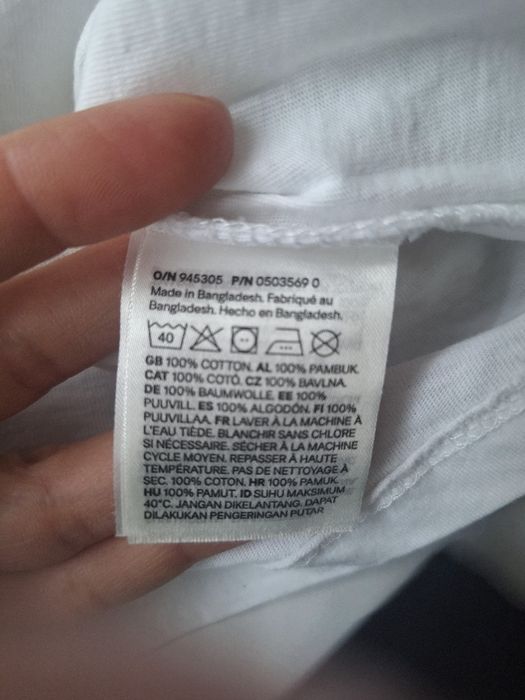 O/N 945305 P/N 0503569 0
Made in Bangladesh. Fabriqué au
Bangladesh. Hecho en Bangladesh.
40
GB 100% COTTON. AL 100% PAMBUK.
CAT 100% COTÓ. CZ 100% BAVLNA.
DE 100% BAUMWOLLE. EE 100%
PUUVILL. ES 100% ALGODÓN. FI 100%
PUUVILLAA. FR LAVER À LA MACHINE À
L'EAU TIÈDE. BLANCHIR SANS CHLORE
SI NÉCESSAIRE. SÉCHER À LA MACHINE
CYCLE MOYEN. REPASSER À HAUTE
TEMPÉRATURE. PAS DE NETTOYAGE À
SEC. 100% COTON. HR 100% PAMUK.
HU 100% PAMUT. ID SUHU MAKSIMUM
40°C. JANGAN DIKELANTANG. DAPAT
DILAKUKAN PENGERINGAN PUTAR